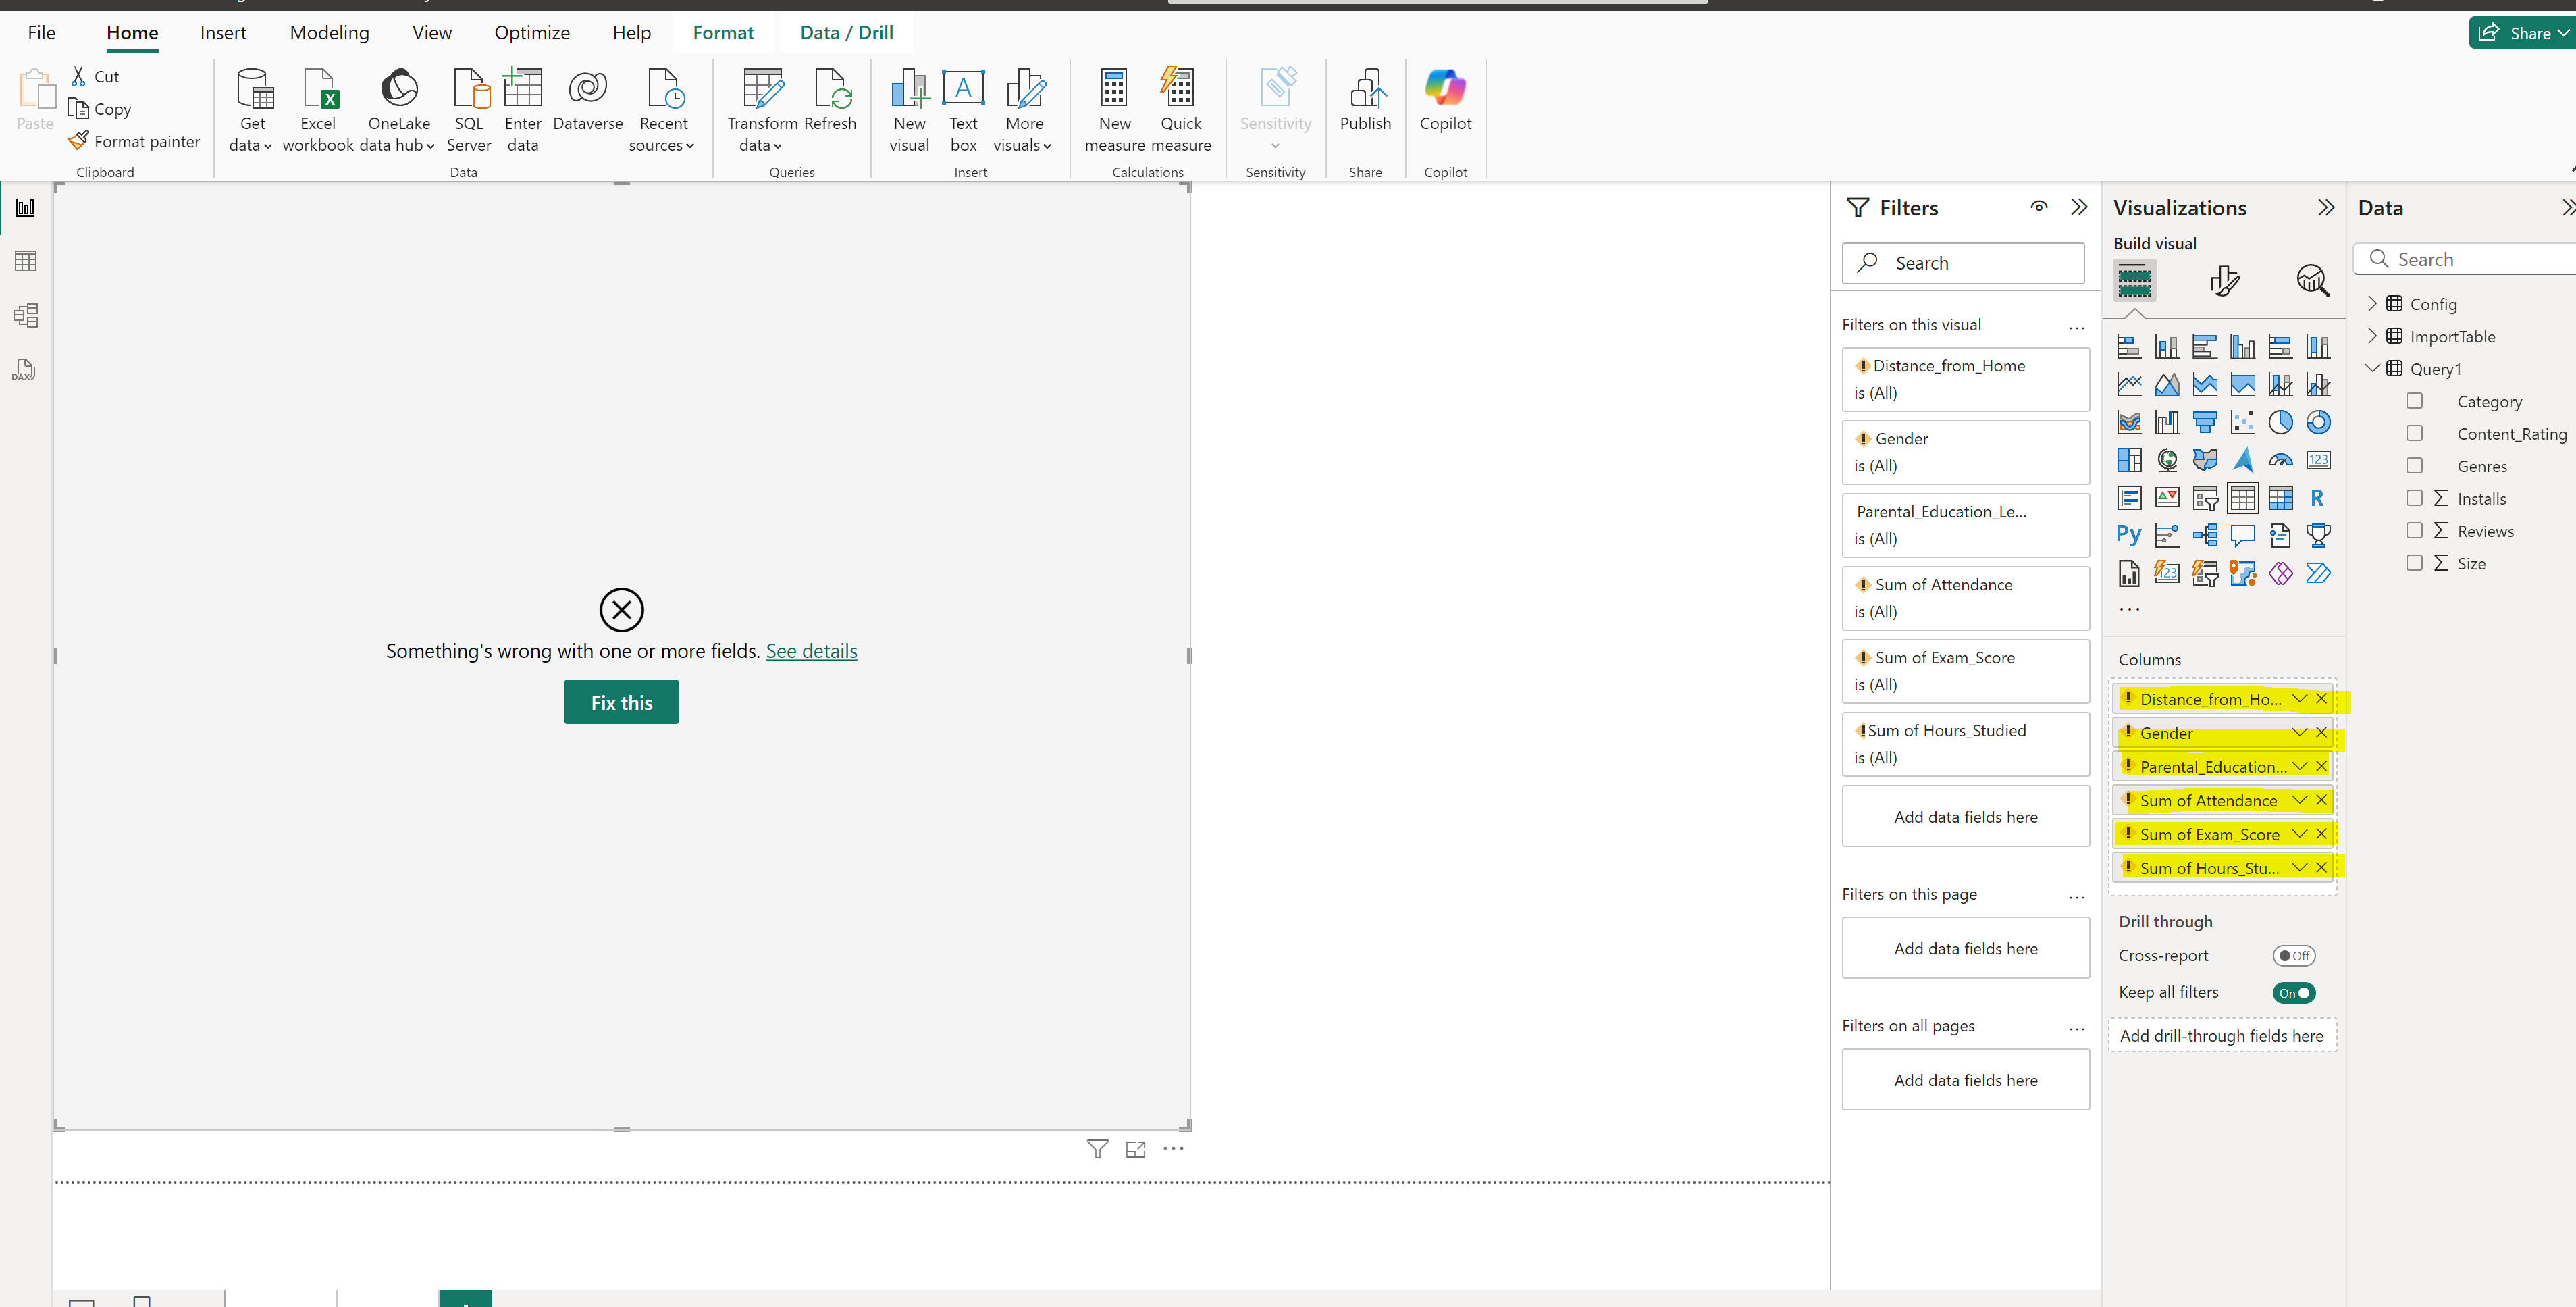 File Home Insert Modeling View Optimize Help Format Data / Drill Share
Paste
Cut
Copy
Format painter
Clipboard
Get data
Excel workbook
OneLake data hub
SQL Server
Enter data
Dataverse
Recent sources
Data
Transform data
Refresh
Queries
New visual
Text box
More visuals
Insert
New measure
Quick measure
Calculations
Sensitivity
Sensitivity
Publish
Share
Copilot
Copilot
DAX
Something's wrong with one or more fields. See details
Fix this
Filters
Search
Filters on this visual ...
Distance_from_Home
is (All)
Gender
is (All)
Parental_Education_Le...
is (All)
Sum of Attendance
is (All)
Sum of Exam_Score
is (All)
Sum of Hours_Studied
is (All)
Add data fields here
Filters on this page ...
Add data fields here
Filters on all pages ...
Add data fields here
Visualizations
Build visual
123
R
Py
123
...
Columns
Distance_from_Ho...
Gender
Parental_Education...
Sum of Attendance
Sum of Exam_Score
Sum of Hours_Stu...
Drill through
Cross-report Off
Keep all filters On
Add drill-through fields here
Data
Search
Config
ImportTable
Query1
Category
Content_Rating
Genres
Σ Installs
Σ Reviews
Σ Size